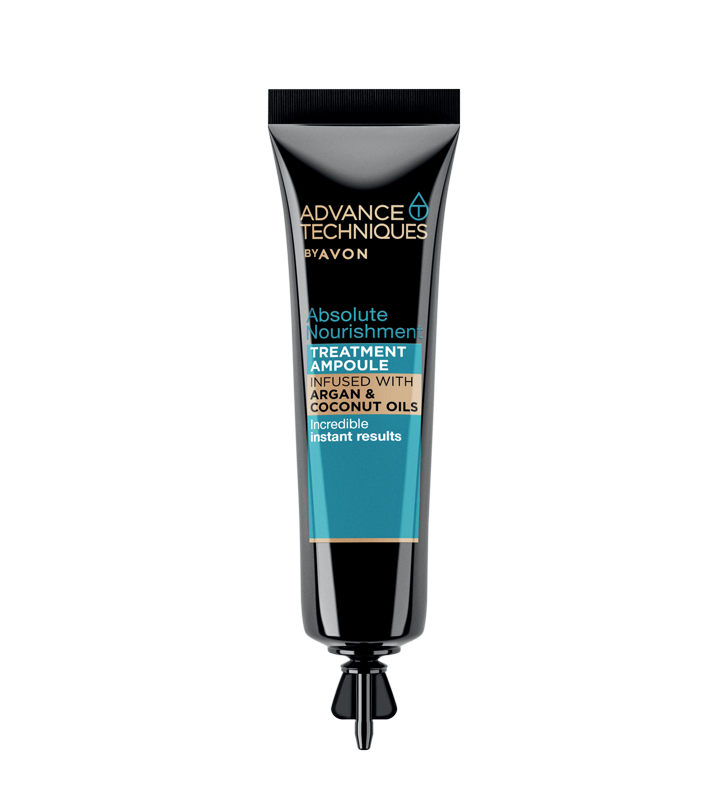 ADVANCE
TECHNIQUES
BY AVON
Absolute
Nourishment
TREATMENT
AMPOULE
INFUSED WITH
ARGAN &
COCONUT OILS
Incredible
instant results